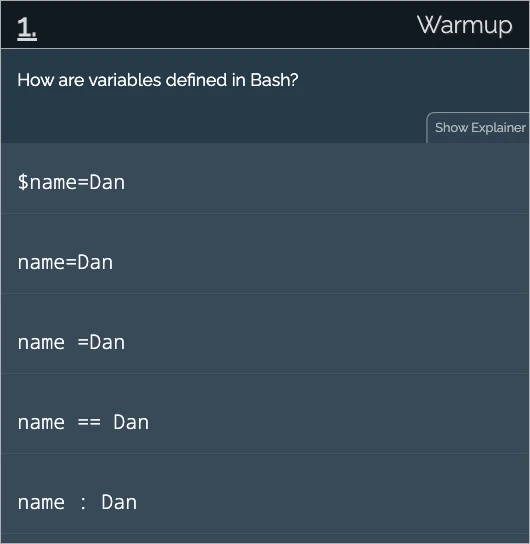 1. Warmup
How are variables defined in Bash?
Show Explainer
$name=Dan
name=Dan
name =Dan
name == Dan
name : Dan